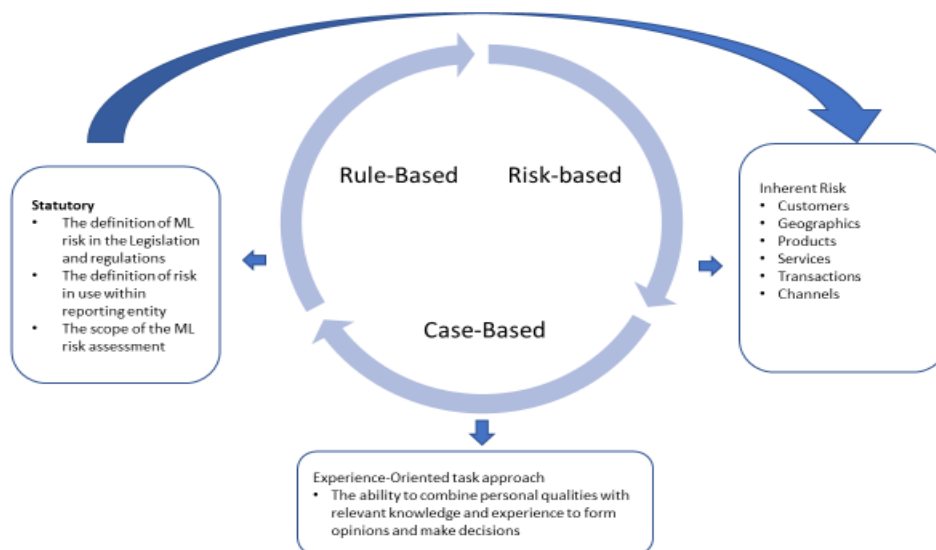 Rule-Based
Risk-based
Case-Based
Statutory
• The definition of ML
risk in the Legislation
and regulations
• The definition of risk
in use within
reporting entity
• The scope of the ML
risk assessment
Inherent Risk
• Customers
• Geographics
• Products
• Services
• Transactions
• Channels
Experience-Oriented task approach
• The ability to combine personal qualities with
relevant knowledge and experience to form
opinions and make decisions